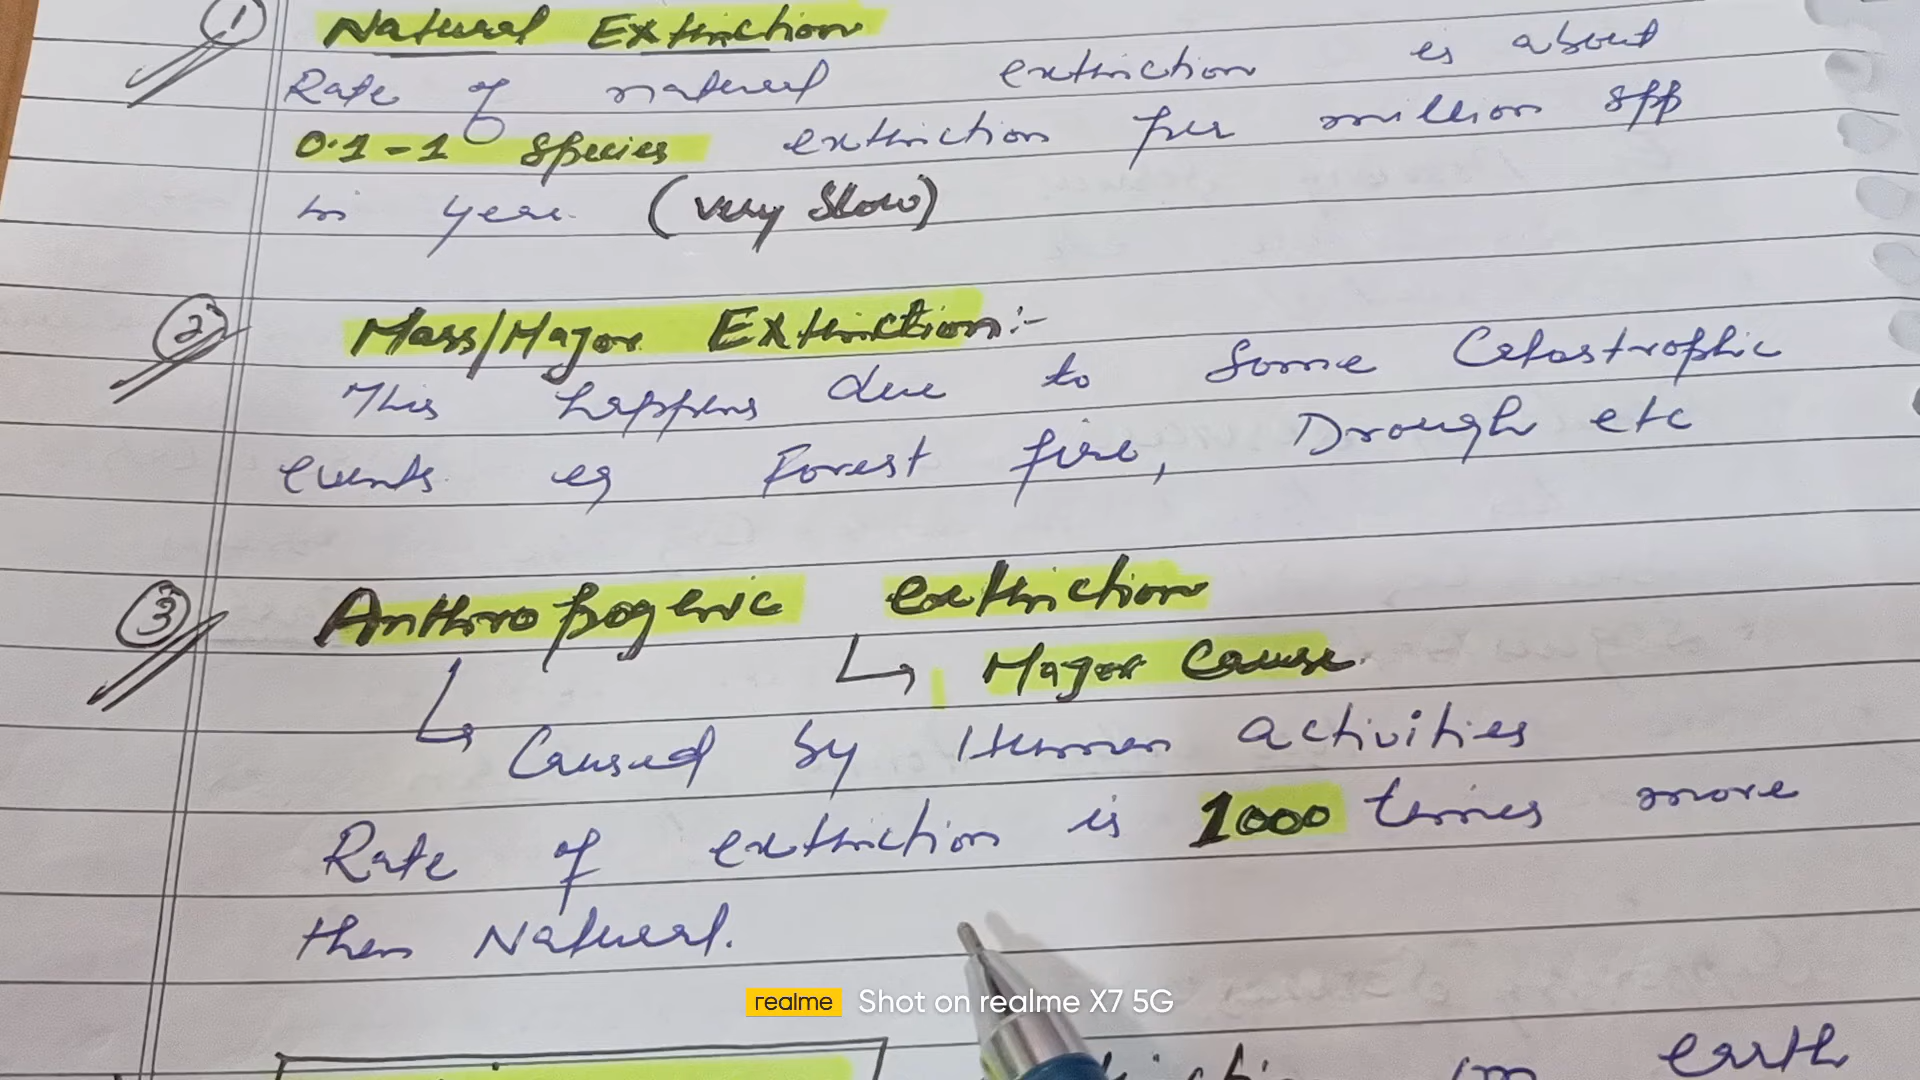 1 Natural Extinction
Rate of natural extinction is about
0.1-1 Species extinction per million spp
in year. (very Slow)
2 Mass/Major Extinction:-
This happens due to Some Catastrophic
events eg Forest fire, Drough etc
3 Anthropogenic extinction
↳ Major Cause.
↳ Caused by Human activities
Rate of extinction is 1000 times more
then Natural.
realme Shot on realme X7 5G
earth